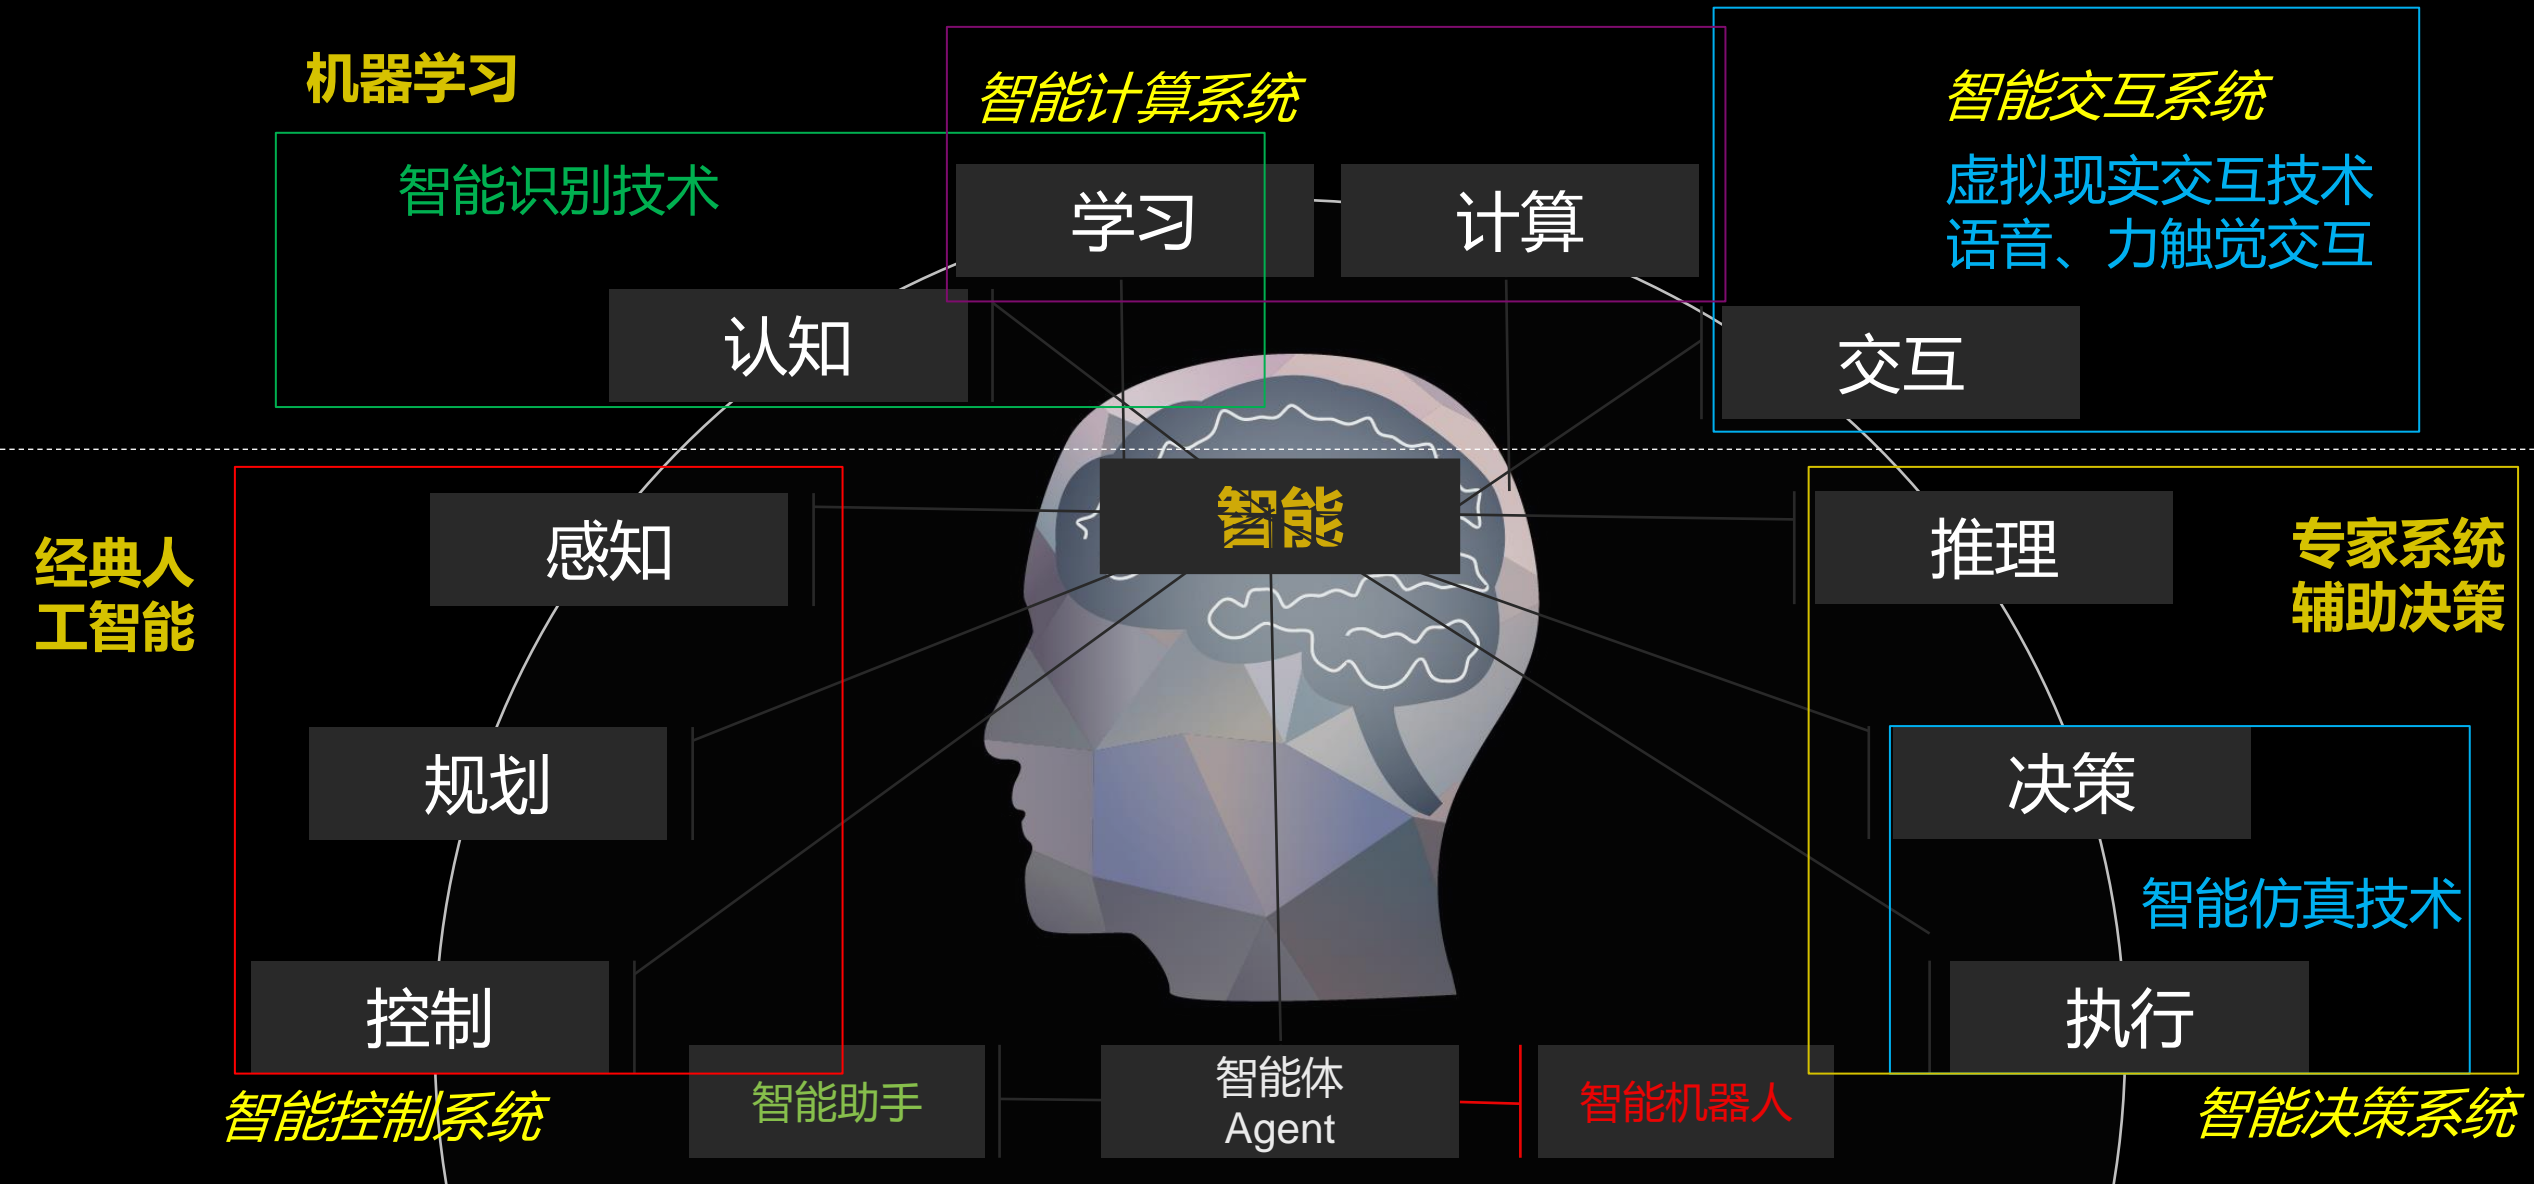 机器学习
智能计算系统
智能交互系统
智能识别技术
虚拟现实交互技术
语音、力触觉交互
学习
计算
认知
交互
智能
感知
推理
经典人
工智能
专家系统
辅助决策
规划
决策
智能仿真技术
控制
执行
智能控制系统
智能助手
智能体
Agent
智能机器人
智能决策系统